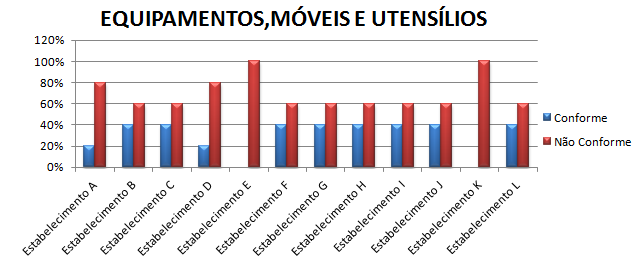 EQUIPAMENTOS,MÓVEIS E UTENSÍLIOS
120%
100%
80%
60%
40%
20%
0%
Estabelecimento A
Estabelecimento B
Estabelecimento C
Estabelecimento D
Estabelecimento E
Estabelecimento F
Estabelecimento G
Estabelecimento H
Estabelecimento I
Estabelecimento J
Estabelecimento K
Estabelecimento L
Conforme
Não Conforme